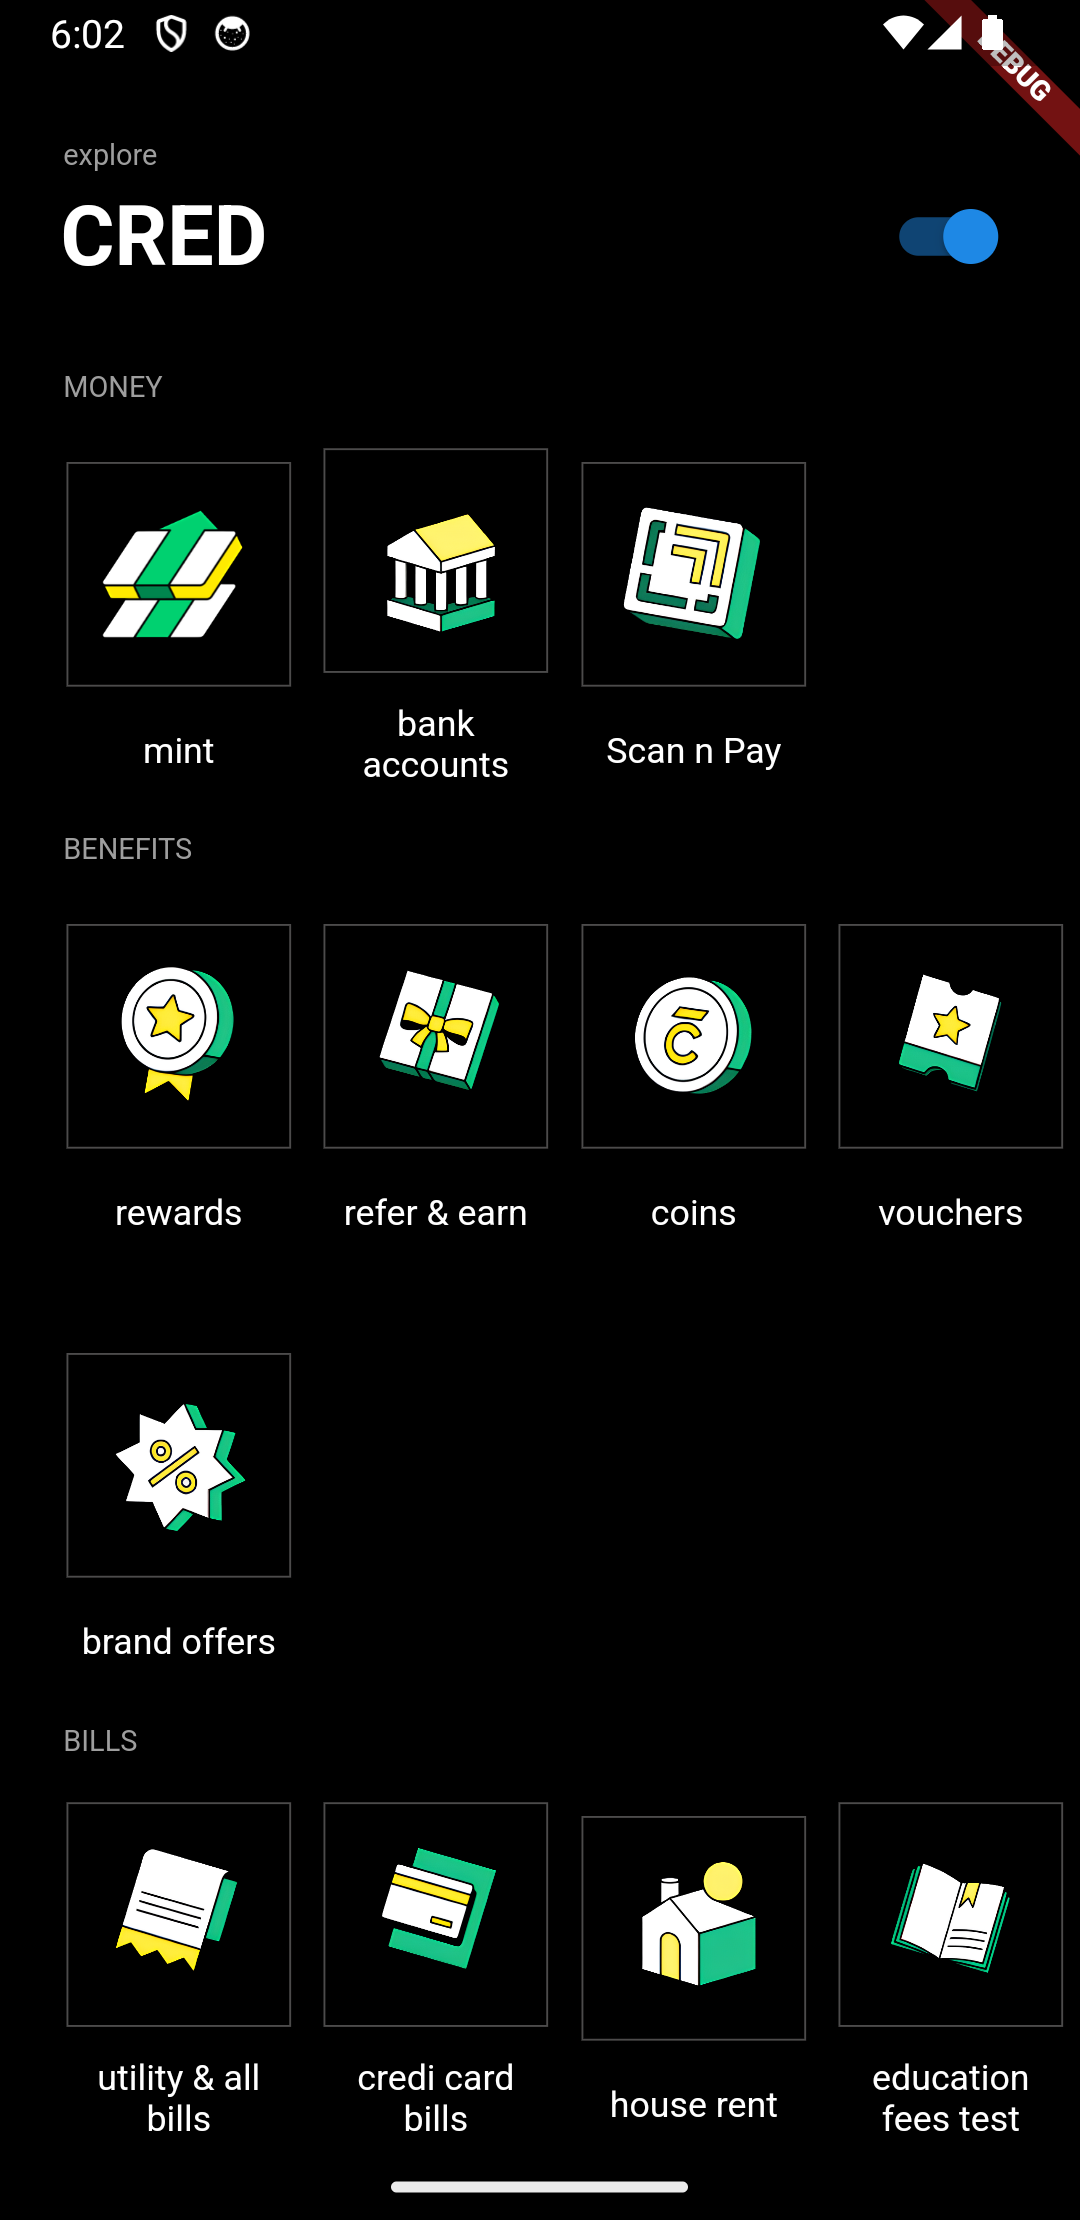 6:02
DEBUG
explore
CRED
MONEY
mint
bank
accounts
Scan n Pay
BENEFITS
rewards
refer & earn
coins
vouchers
brand offers
BILLS
utility & all
bills
credi card
bills
house rent
education
fees test